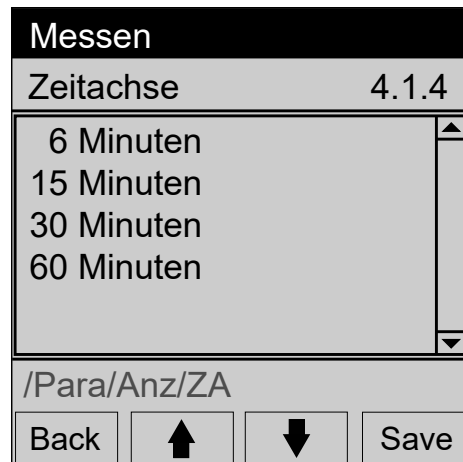 Messen
Zeitachse 4.1.4
6 Minuten
15 Minuten
30 Minuten
60 Minuten
/Para/Anz/ZA
Back Save